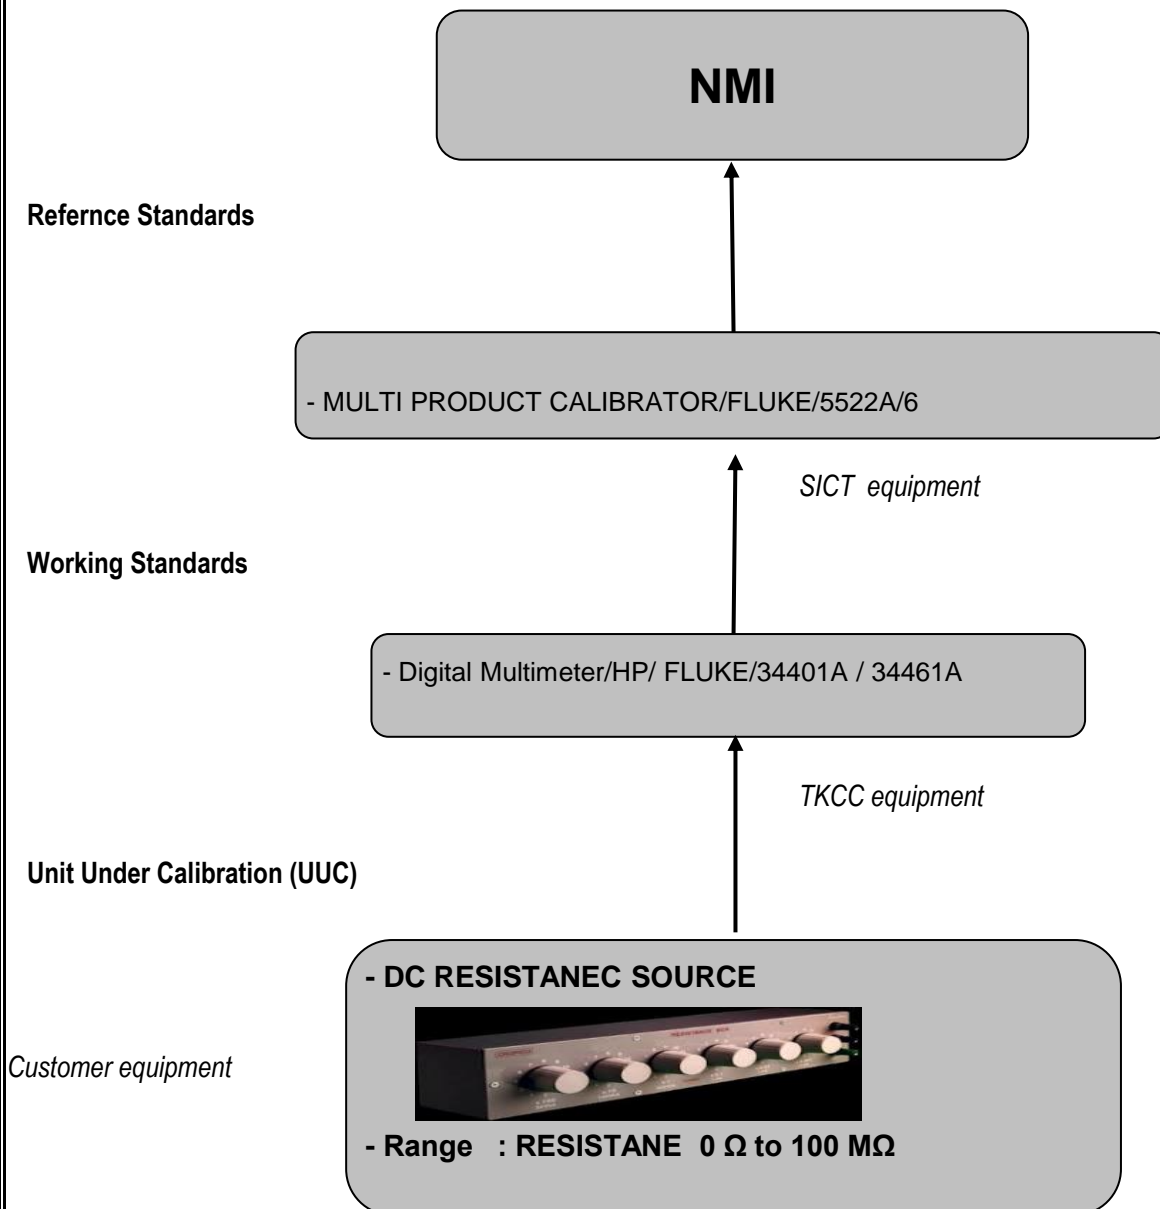 NMI
Refernce Standards
- MULTI PRODUCT CALIBRATOR/FLUKE/5522A/6
SICT equipment
Working Standards
- Digital Multimeter/HP/ FLUKE/34401A / 34461A
TKCC equipment
Unit Under Calibration (UUC)
- DC RESISTANEC SOURCE
Customer equipment
- Range : RESISTANE 0 Ω to 100 MΩ